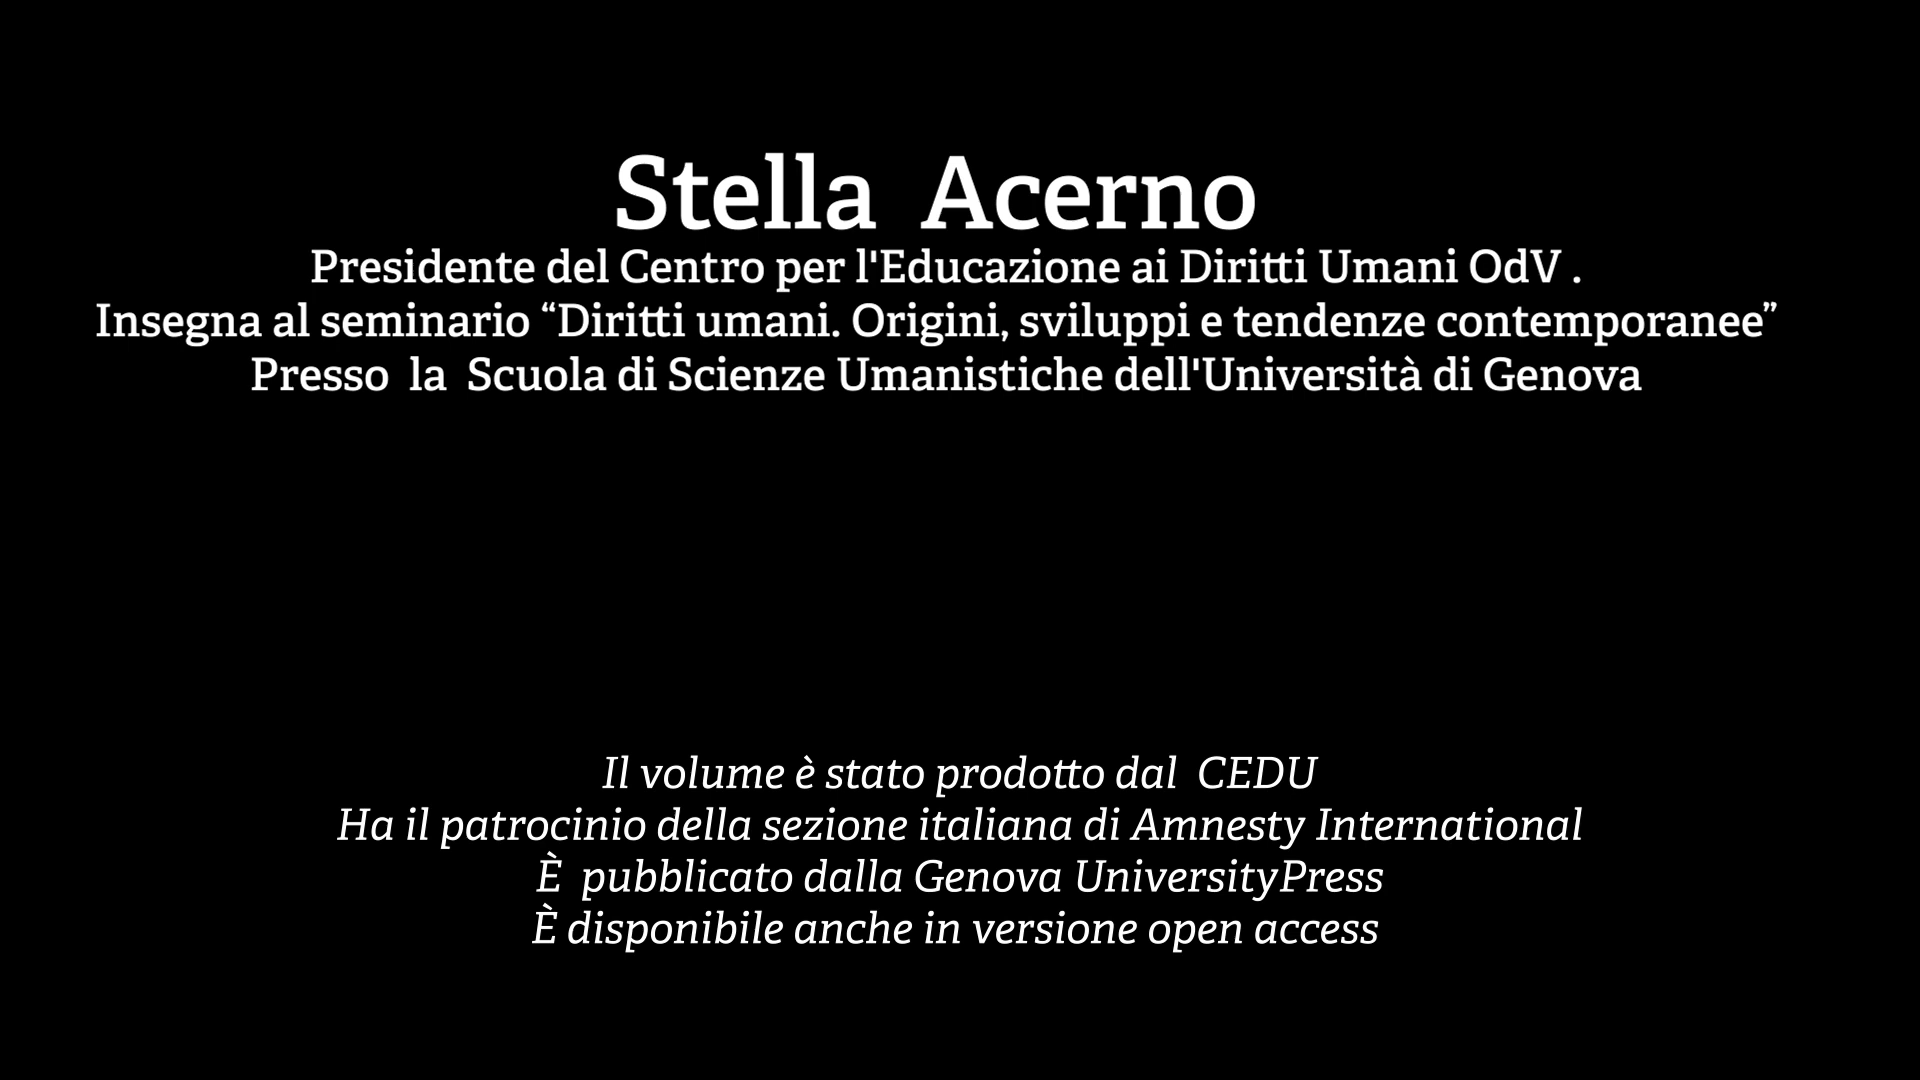 Stella Acerno
Presidente del Centro per l'Educazione ai Diritti Umani OdV .
Insegna al seminario “Diritti umani. Origini, sviluppi e tendenze contemporanee”
Presso la Scuola di Scienze Umanistiche dell'Università di Genova
Il volume è stato prodotto dal CEDU
Ha il patrocinio della sezione italiana di Amnesty International
È pubblicato dalla Genova UniversityPress
È disponibile anche in versione open access